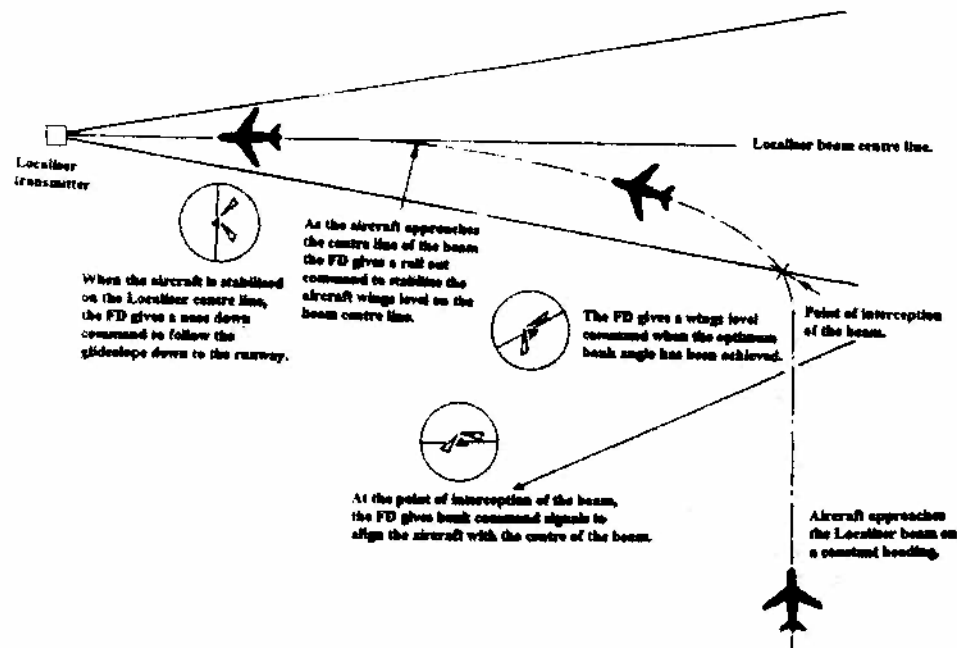 Localiser beam centre line.
Localiser
transmitter
As the aircraft approaches
the centre line of the beam
the FD gives a roll out
command to stabilise the
aircraft wings level on the
beam centre line.
When the aircraft is stabilised
on the Localiser centre line,
the FD gives a nose down
command to follow the
glideslope down to the runway.
The FD gives a wings level
command when the optimum
bank angle has been achieved.
Point of interception
of the beam.
At the point of interception of the beam,
the FD gives bank command signals to
align the aircraft with the centre of the beam.
Aircraft approaches
the Localiser beam on
a constant heading.